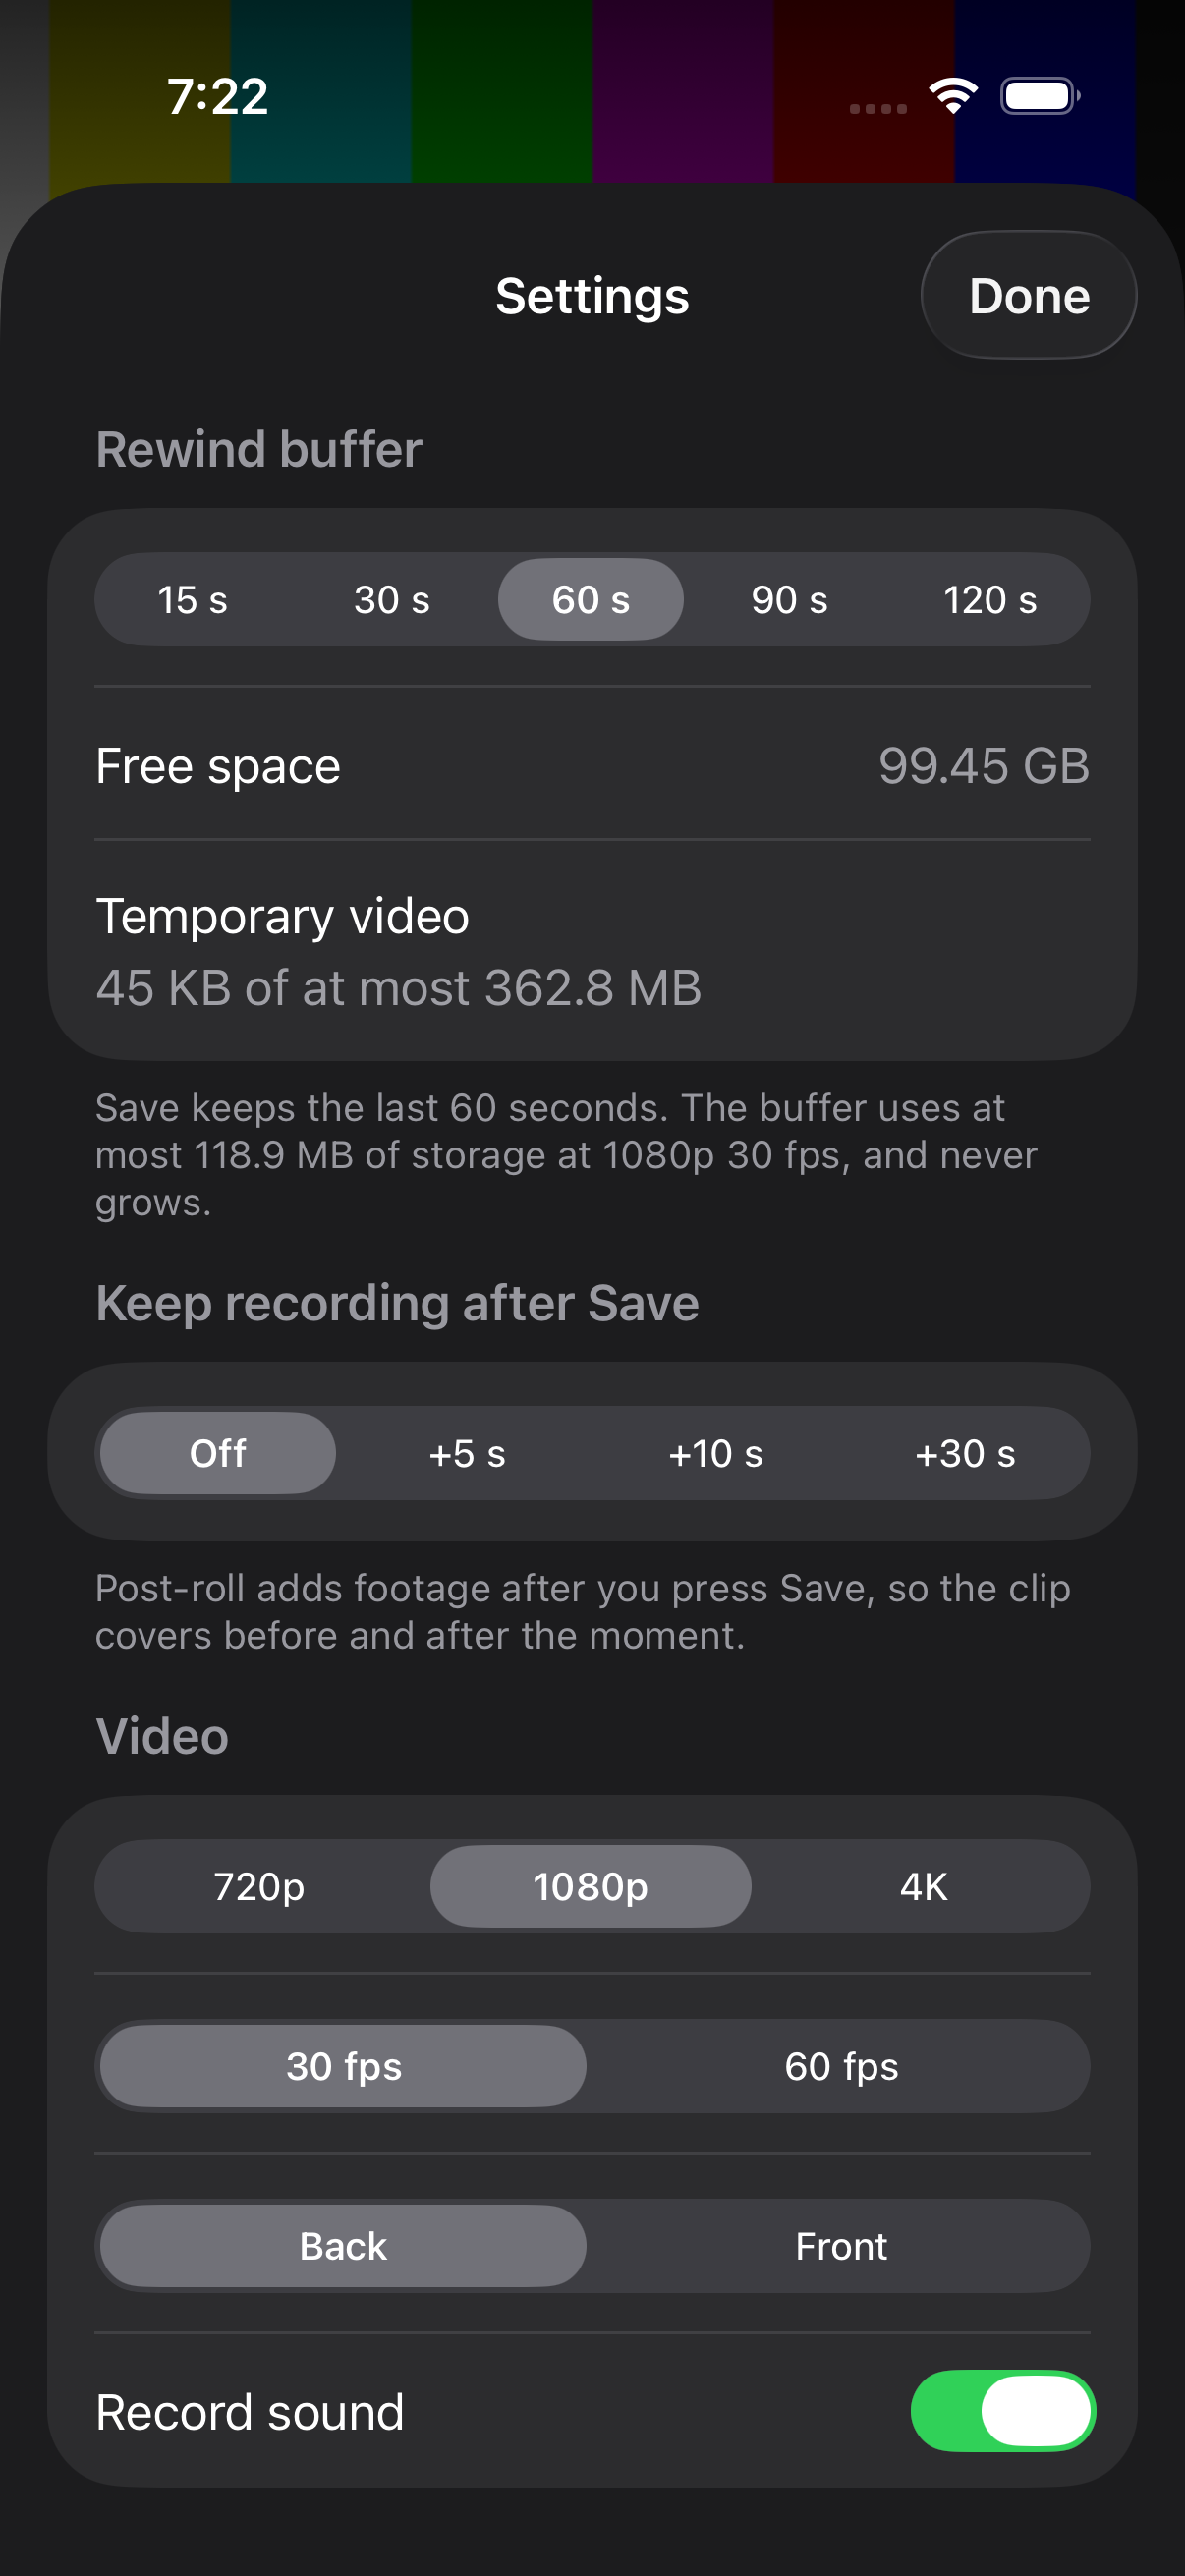 7:22
Settings
Done
Rewind buffer
15 s 30 s 60 s 90 s 120 s
Free space 99.45 GB
Temporary video
45 KB of at most 362.8 MB
Save keeps the last 60 seconds. The buffer uses at
most 118.9 MB of storage at 1080p 30 fps, and never
grows.
Keep recording after Save
Off +5 s +10 s +30 s
Post-roll adds footage after you press Save, so the clip
covers before and after the moment.
Video
720p 1080p 4K
30 fps 60 fps
Back Front
Record sound